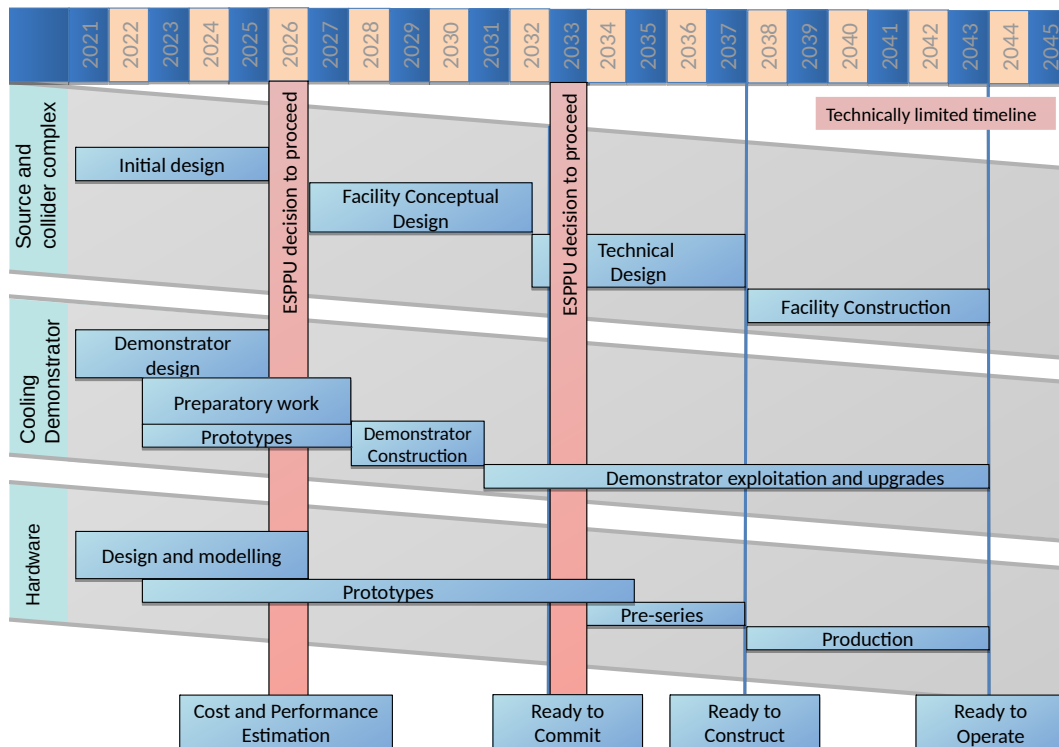 2021 2022 2023 2024 2025 2026 2027 2028 2029 2030 2031 2032 2033 2034 2035 2036 2037 2038 2039 2040 2041 2042 2043 2044 2045
Technically limited timeline
Source and
collider complex
Initial design
ESPPU decision to proceed
Facility Conceptual
Design
ESPPU decision to proceed
Technical
Design
Facility Construction
Cooling
Demonstrator
Demonstrator
design
Preparatory work
Prototypes
Demonstrator
Construction
Demonstrator exploitation and upgrades
Hardware
Design and modelling
Prototypes
Pre-series
Production
Cost and Performance
Estimation
Ready to
Commit
Ready to
Construct
Ready to
Operate